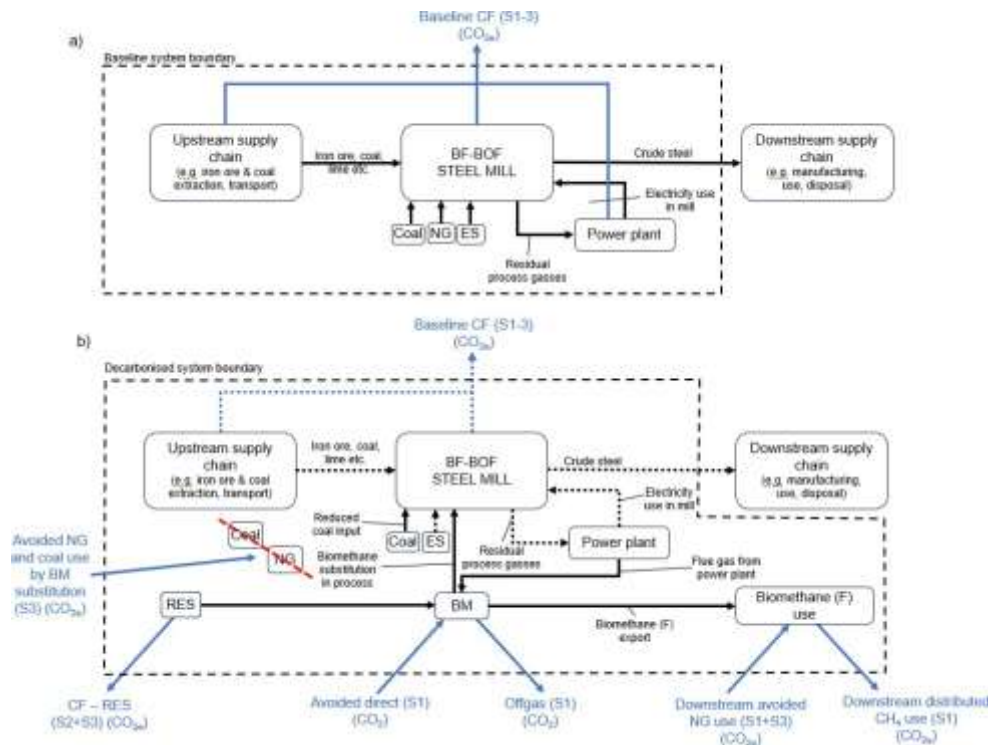 Baseline CF (S1-3)
(CO2e)
a)
Baseline system boundary
Upstream supply
chain
(e.g. iron ore & coal
extraction, transport)
Iron ore, coal,
lime etc.
BF-BOF
STEEL MILL
Crude steel
Downstream supply
chain
(e.g. manufacturing,
use, disposal)
Electricity use
in mill
Coal
NG
ES
Power plant
Residual
process gasses
b)
Baseline CF (S1-3)
(CO2e)
Decarbonised system boundary
Upstream supply
chain
(e.g. iron ore & coal
extraction, transport)
Iron ore, coal,
lime etc.
BF-BOF
STEEL MILL
Crude steel
Downstream supply
chain
(e.g. manufacturing,
use, disposal)
Electricity
use in mill
Reduced
coal input
Coal
ES
Coal
NG
Avoided NG
and coal use
by BM
substitution
(S3) (CO2e)
Biomethane
substitution
in process
Residual
process gasses
Power plant
Flue gas from
power plant
RES
BM
Biomethane (F)
export
Biomethane (F)
use
CF – RES
(S2+S3) (CO2e)
Avoided direct (S1)
(CO2)
Offgas (S1)
(CO2)
Downstream avoided
NG use (S1+S3)
(CO2e)
Downstream distributed
CH4 use (S1)
(CO2e)